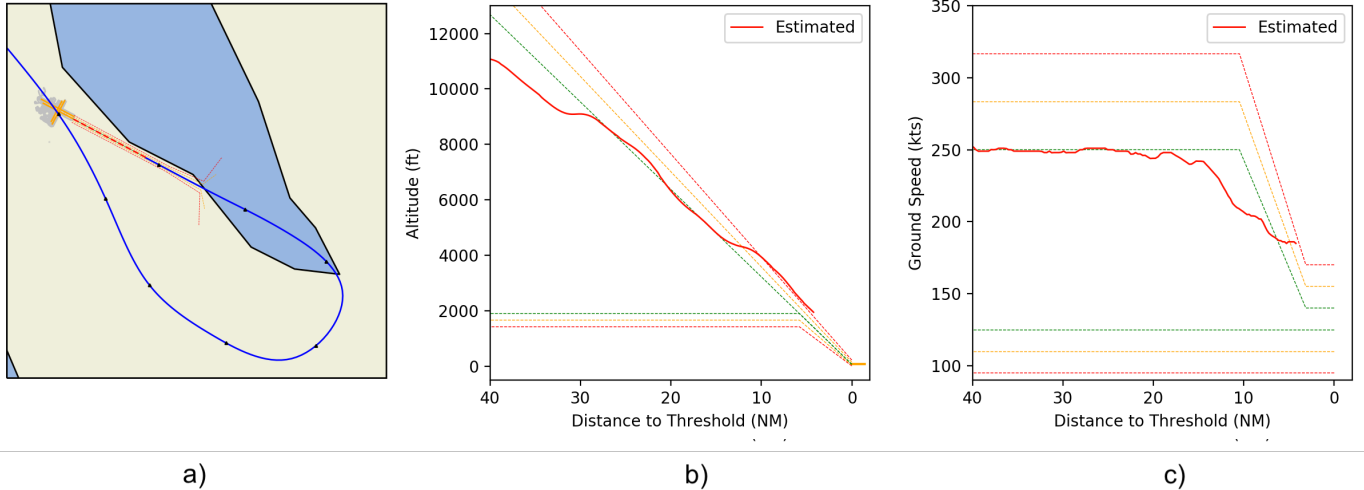 Estimated
12000
10000
8000
6000
4000
2000
0
Altitude (ft)
40
30
20
10
0
Distance to Threshold (NM)
Estimated
350
300
250
200
150
100
Ground Speed (kts)
40
30
20
10
0
Distance to Threshold (NM)
a)
b)
c)